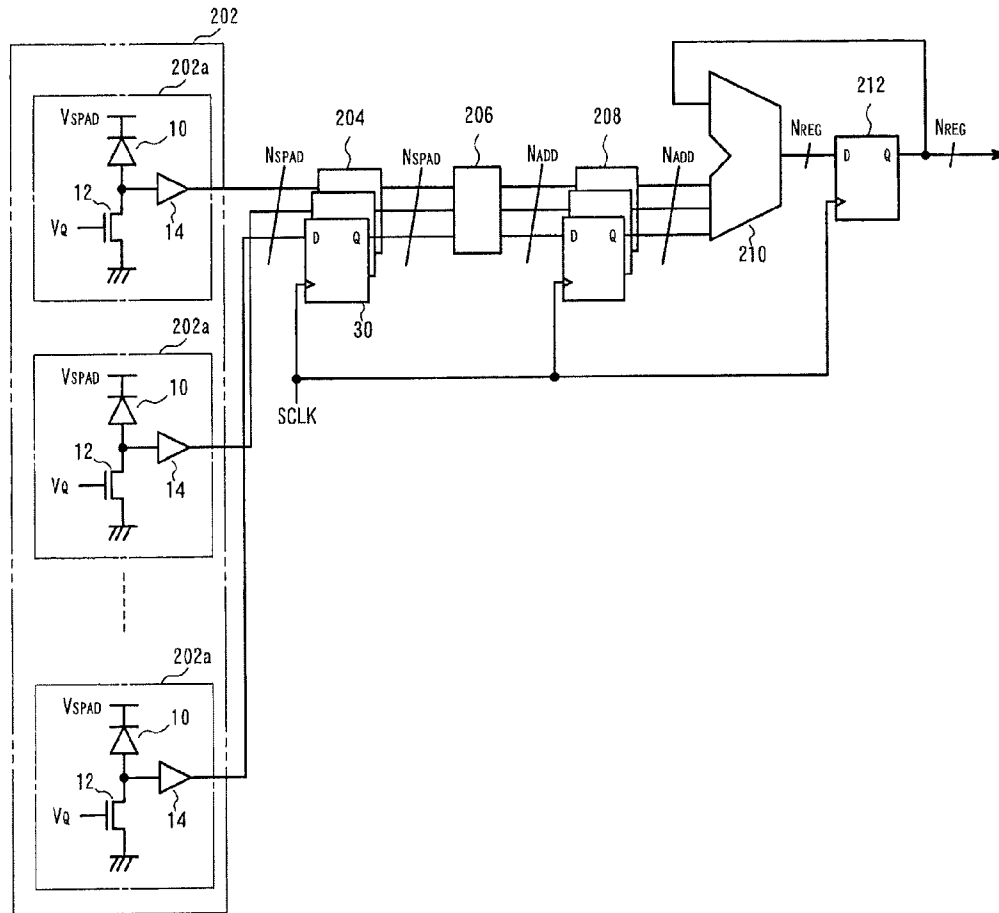 202
202a
VSPAD
10
12
VQ
14
202a
VSPAD
10
12
VQ
14
202a
VSPAD
10
12
VQ
14
NSPAD
204
NSPAD
206
NADD
208
NADD
D Q
30
D Q
SCLK
210
NREG
212
D Q
NREG